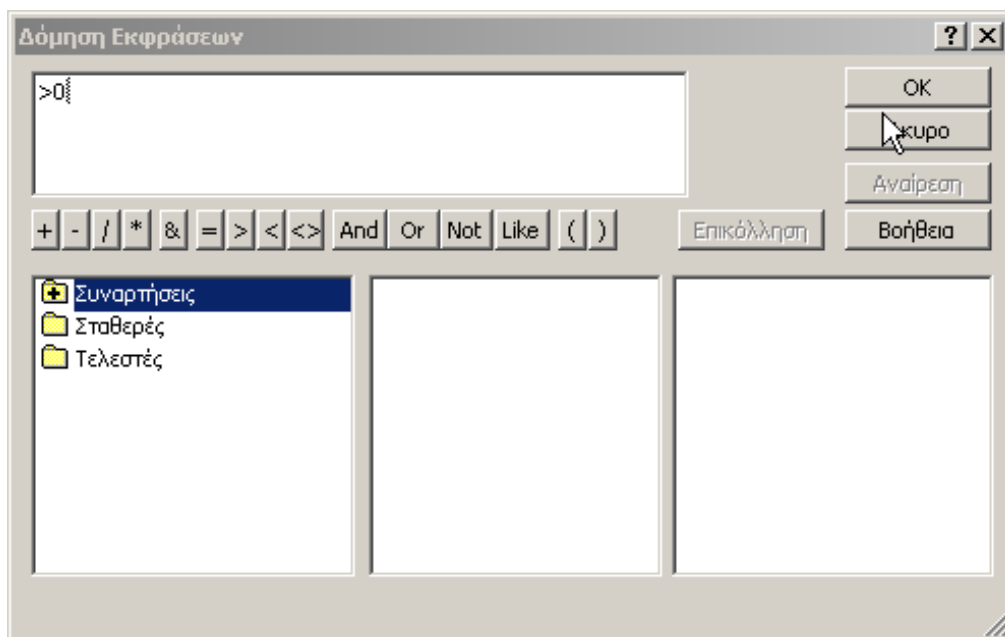 Δόμηση Εκφράσεων
>0
OK
κυρο
Αναίρεση
+ - / * & = > < <> And Or Not Like ( ) Επικόλληση Βοήθεια
Συναρτήσεις
Σταθερές
Τελεστές